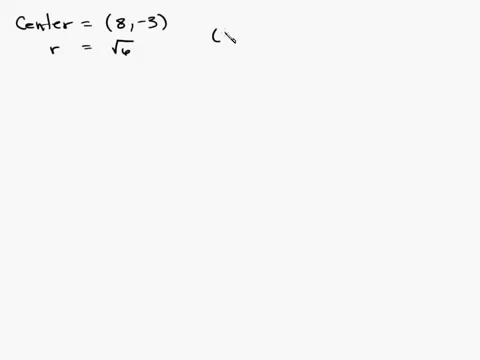 Center = (8, -3) (
r = √6